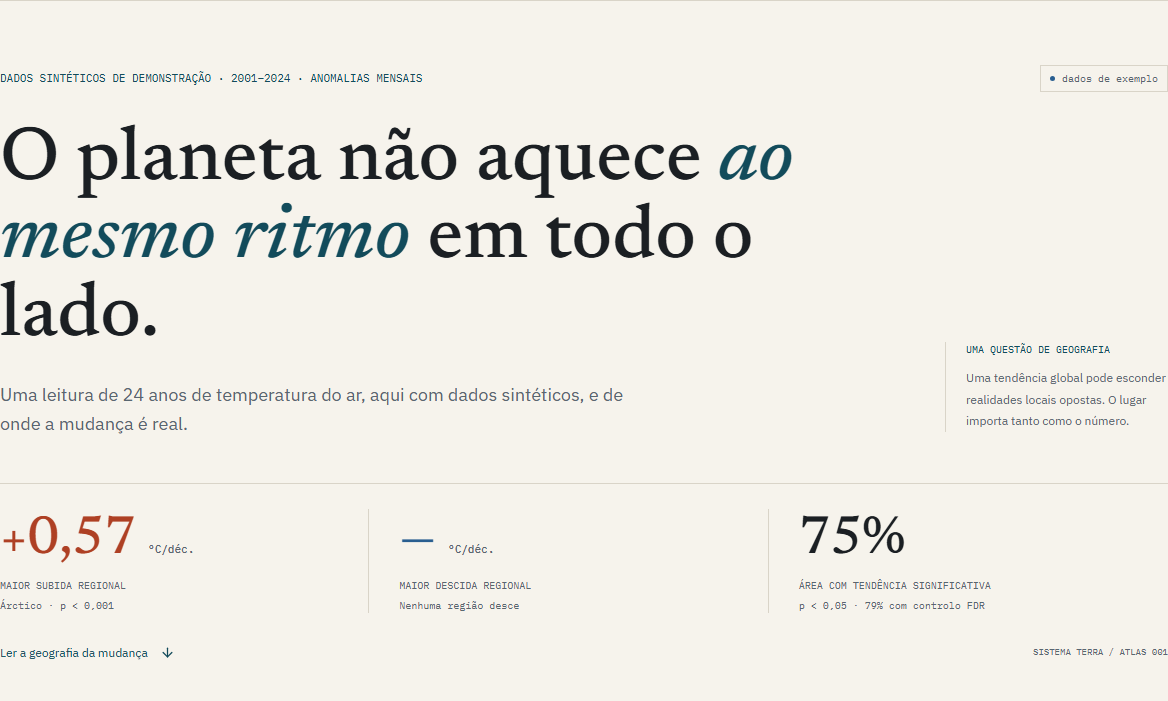 DADOS SINTÉTICOS DE DEMONSTRAÇÃO · 2001–2024 · ANOMALIAS MENSAIS
dados de exemplo
O planeta não aquece ao
mesmo ritmo em todo o
lado.
Uma leitura de 24 anos de temperatura do ar, aqui com dados sintéticos, e de
onde a mudança é real.
UMA QUESTÃO DE GEOGRAFIA
Uma tendência global pode esconder
realidades locais opostas. O lugar
importa tanto como o número.
+0,57 °C/déc.
MAIOR SUBIDA REGIONAL
Árctico · p < 0,001
— °C/déc.
MAIOR DESCIDA REGIONAL
Nenhuma região desce
75%
ÁREA COM TENDÊNCIA SIGNIFICATIVA
p < 0,05 · 79% com controlo FDR
Ler a geografia da mudança ↓
SISTEMA TERRA / ATLAS 001